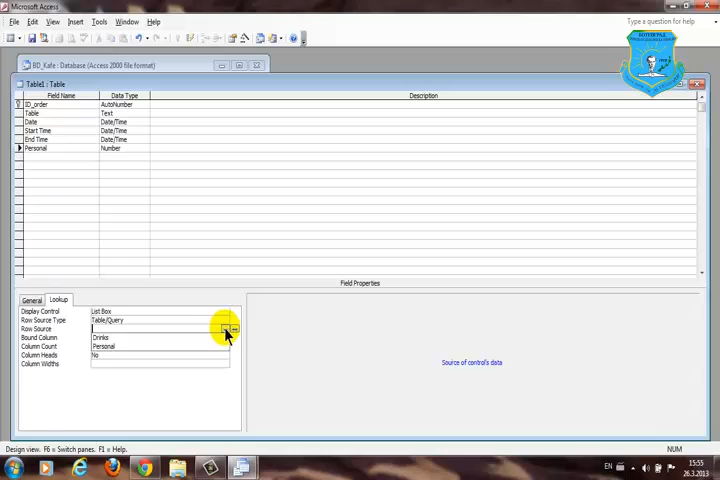 Microsoft Access
File Edit View Insert Tools Window Help
Type a question for help
BD_Kafe : Database (Access 2000 file format)
Table1 : Table
Field Name Data Type Description
ID_order AutoNumber
Table Text
Date Date/Time
Start Time Date/Time
End Time Date/Time
Personal Number
Field Properties
General Lookup
Display Control List Box
Row Source Type Table/Query
Row Source
Bound Column Drinks
Column Count Personal
Column Heads No
Column Widths
Source of control's data
Design view. F6 = Switch panes. F1 = Help.
NUM
EN
15:55
26.3.2013